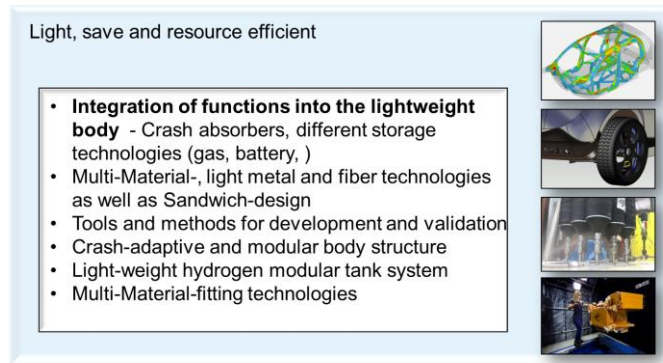 Light, save and resource efficient
• Integration of functions into the lightweight
body - Crash absorbers, different storage
technologies (gas, battery, )
• Multi-Material-, light metal and fiber technologies
as well as Sandwich-design
• Tools and methods for development and validation
• Crash-adaptive and modular body structure
• Light-weight hydrogen modular tank system
• Multi-Material-fitting technologies